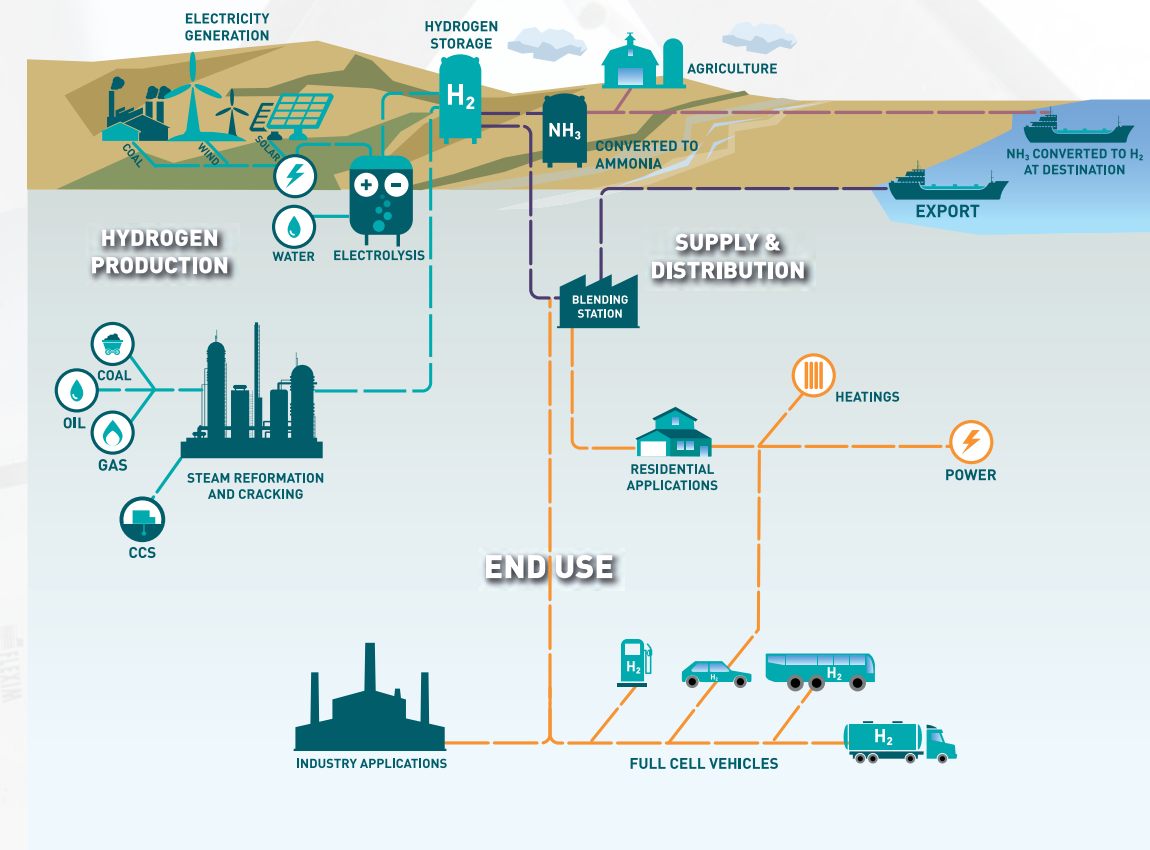 ELECTRICITY
GENERATION
HYDROGEN
STORAGE
H₂
AGRICULTURE
NH₃
CONVERTED TO
AMMONIA
NH₃ CONVERTED TO H₂
AT DESTINATION
EXPORT
COAL
WIND
SOLAR
WATER
ELECTROLYSIS
HYDROGEN
PRODUCTION
SUPPLY &
DISTRIBUTION
BLENDING
STATION
COAL
OIL
GAS
CCS
STEAM REFORMATION
AND CRACKING
HEATINGS
POWER
RESIDENTIAL
APPLICATIONS
END USE
H₂
H₂
H₂
H₂
INDUSTRY APPLICATIONS
FULL CELL VEHICLES
FLEXIM